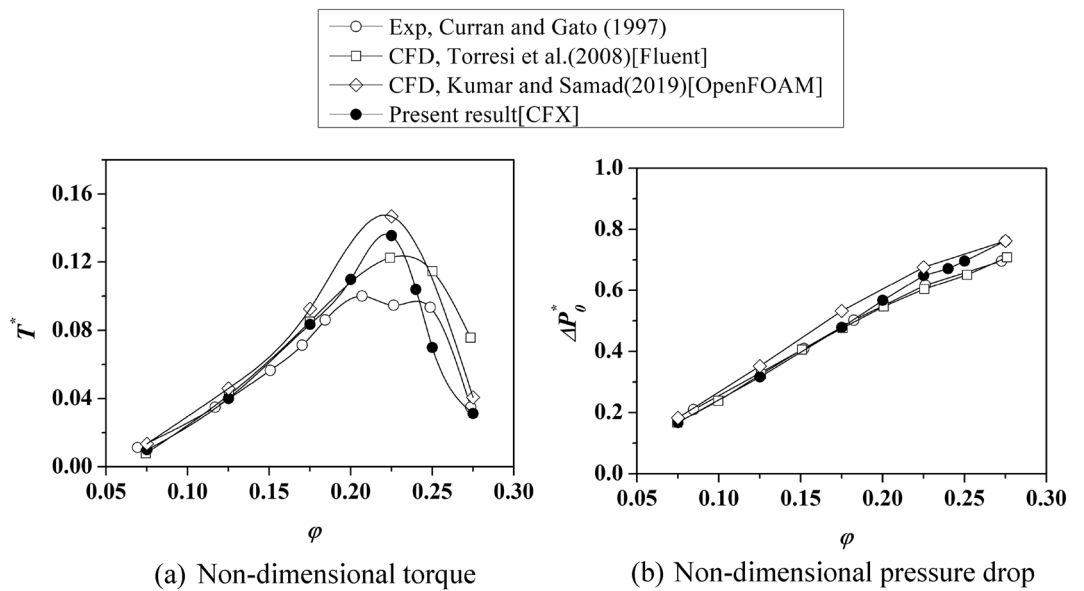 Exp, Curran and Gato (1997)
CFD, Torresi et al.(2008)[Fluent]
CFD, Kumar and Samad(2019)[OpenFOAM]
Present result[CFX]
T*
0.16
0.12
0.08
0.04
0.00
0.05 0.10 0.15 0.20 0.25 0.30
φ
(a) Non-dimensional torque
ΔP₀*
1.0
0.8
0.6
0.4
0.2
0.0
0.05 0.10 0.15 0.20 0.25 0.30
φ
(b) Non-dimensional pressure drop